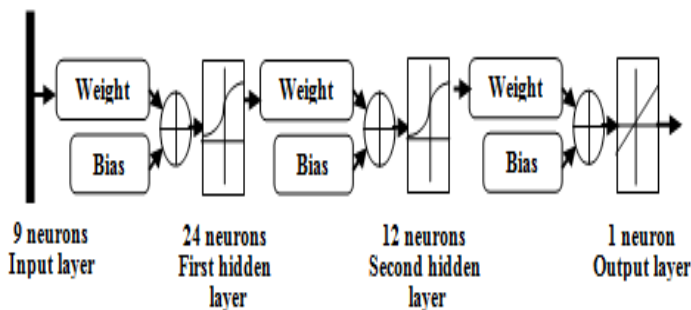 Weight
Bias
Weight
Bias
Weight
Bias
9 neurons
Input layer
24 neurons
First hidden
layer
12 neurons
Second hidden
layer
1 neuron
Output layer